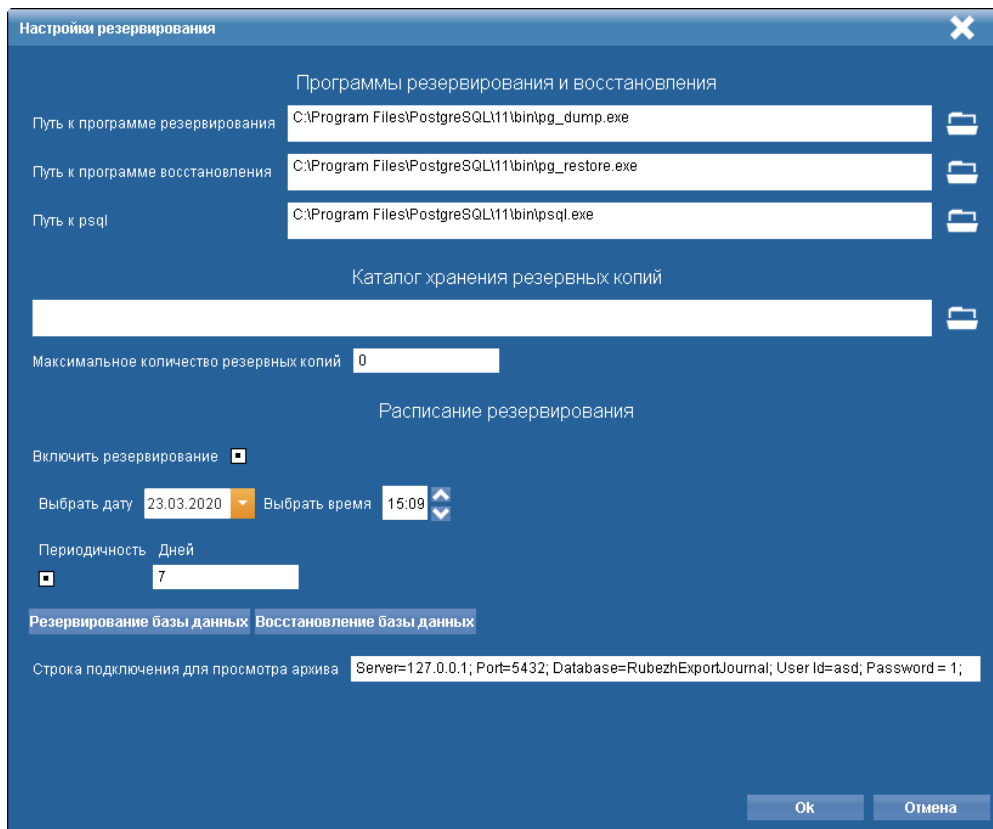 Настройки резервирования
Программы резервирования и восстановления
Путь к программе резервирования C:\Program Files\PostgreSQL\11\bin\pg_dump.exe
Путь к программе восстановления C:\Program Files\PostgreSQL\11\bin\pg_restore.exe
Путь к psql C:\Program Files\PostgreSQL\11\bin\psql.exe
Каталог хранения резервных копий
Максимальное количество резервных копий 0
Расписание резервирования
Включить резервирование
Выбрать дату 23.03.2020 Выбрать время 15:09
Периодичность Дней
7
Резервирование базы данных Восстановление базы данных
Строка подключения для просмотра архива Server=127.0.0.1; Port=5432; Database=RubezhExportJournal; User Id=asd; Password = 1;
Ok Отмена